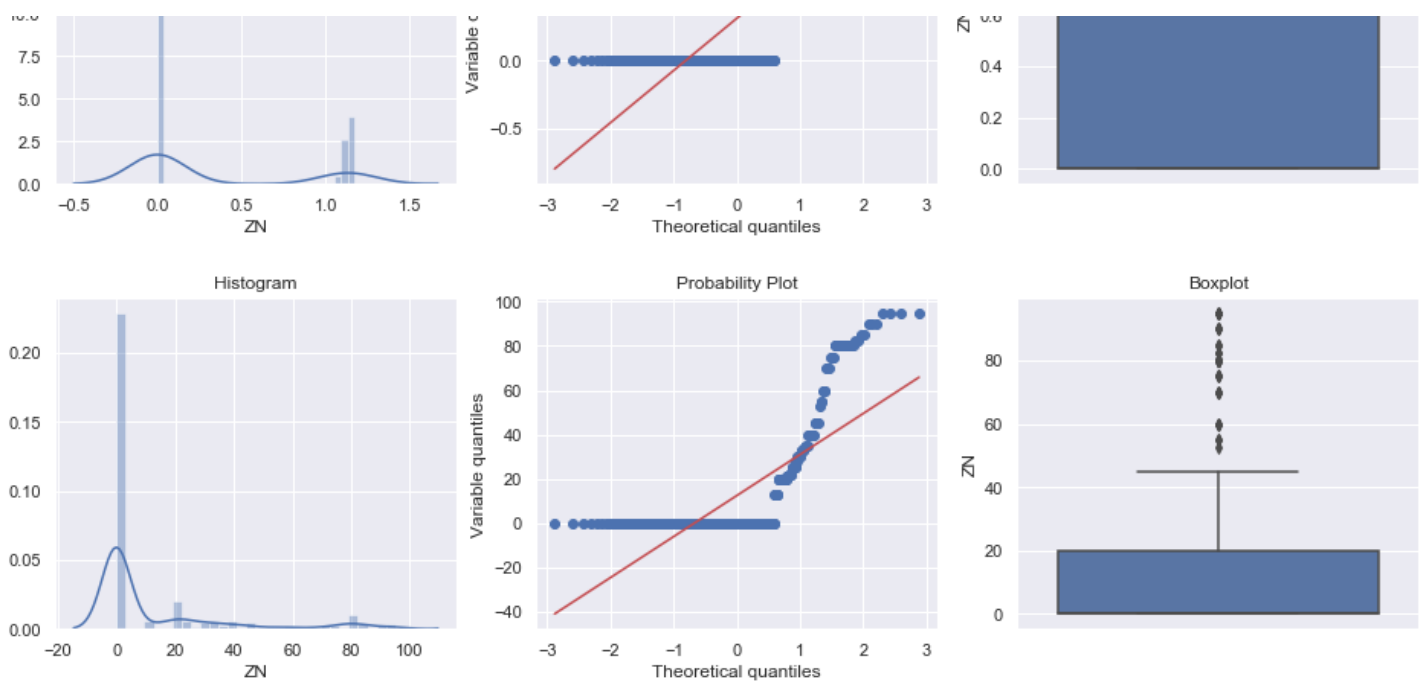 10.0
7.5
5.0
2.5
0.0
−0.5 0.0 0.5 1.0 1.5
ZN
Variable
0.0
−0.5
−3 −2 −1 0 1 2 3
Theoretical quantiles
ZN
0.6
0.4
0.2
0.0
Histogram
0.20
0.15
0.10
0.05
0.00
−20 0 20 40 60 80 100
ZN
Probability Plot
Variable quantiles
100
80
60
40
20
0
−20
−40
−3 −2 −1 0 1 2 3
Theoretical quantiles
Boxplot
ZN
80
60
40
20
0